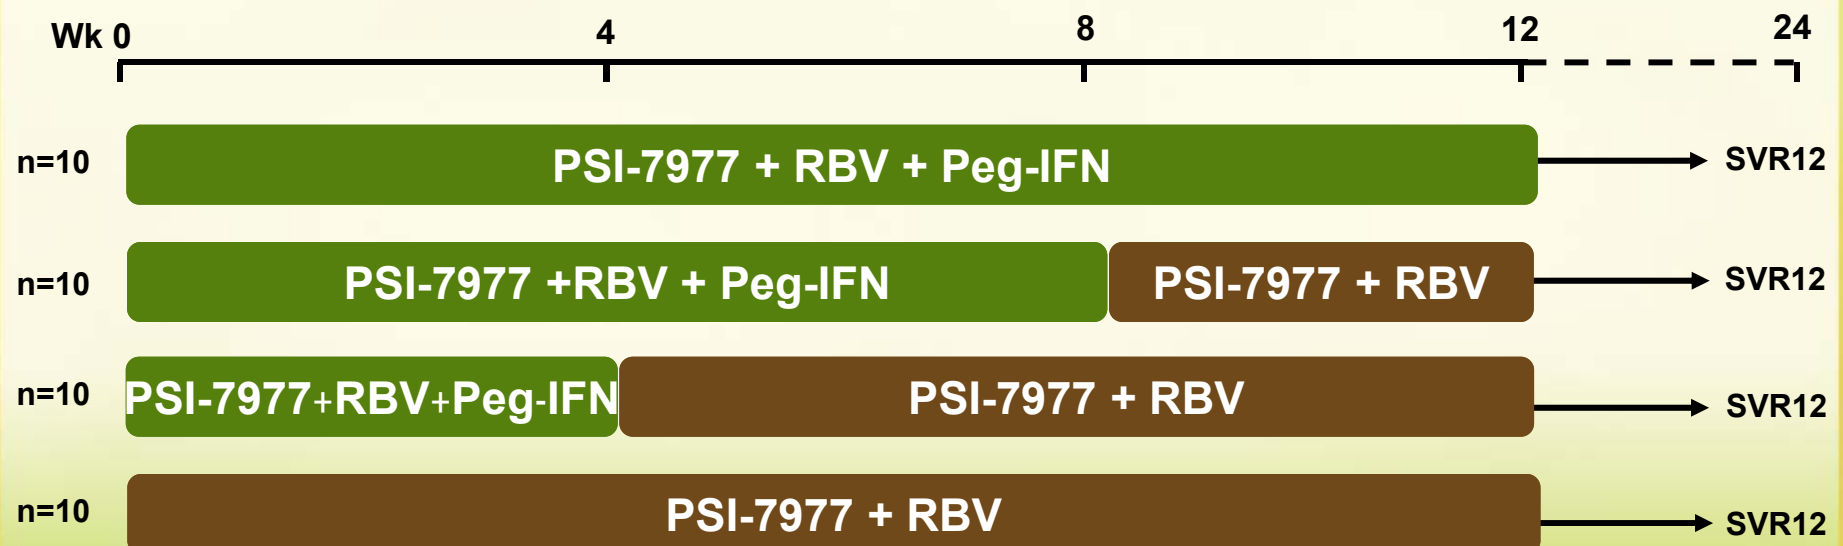 Wk 0 4 8 12 24
n=10 PSI-7977 + RBV + Peg-IFN SVR12
n=10 PSI-7977 +RBV + Peg-IFN PSI-7977 + RBV SVR12
n=10 PSI-7977+RBV+Peg-IFN PSI-7977 + RBV SVR12
n=10 PSI-7977 + RBV SVR12